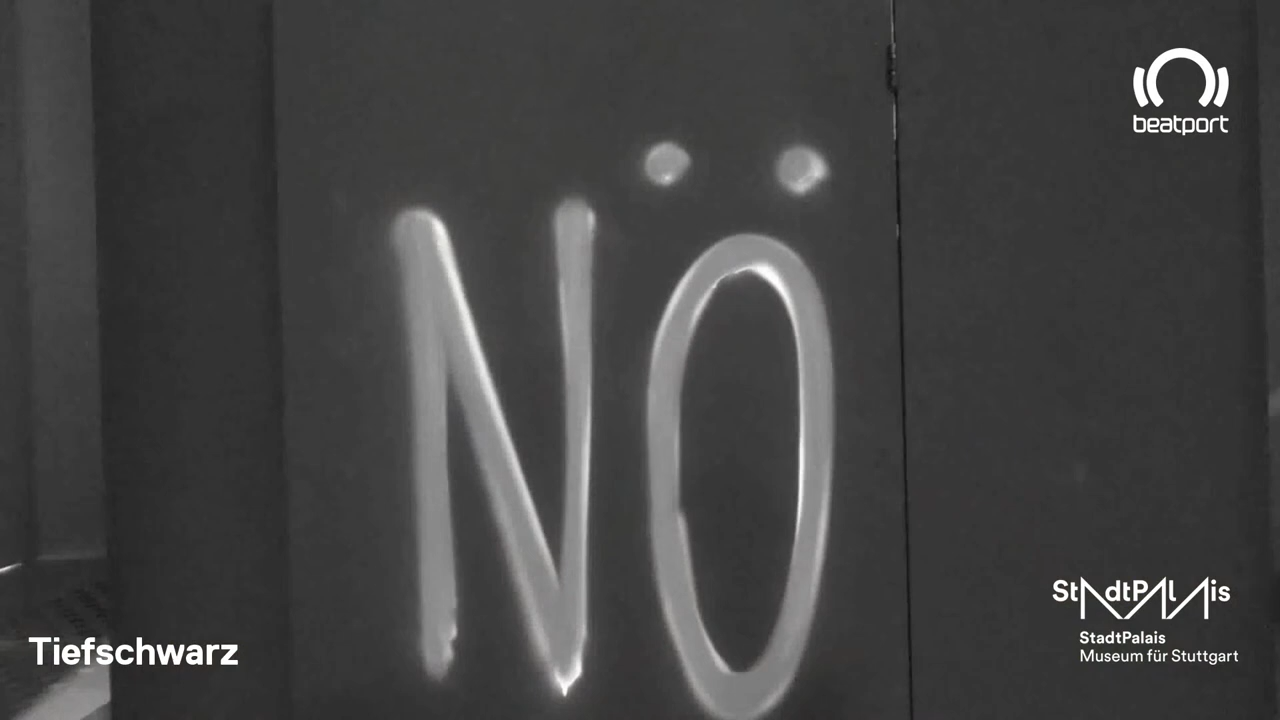 beatport
NÖ
StadtPalais
StadtPalais
Museum für Stuttgart
Tiefschwarz